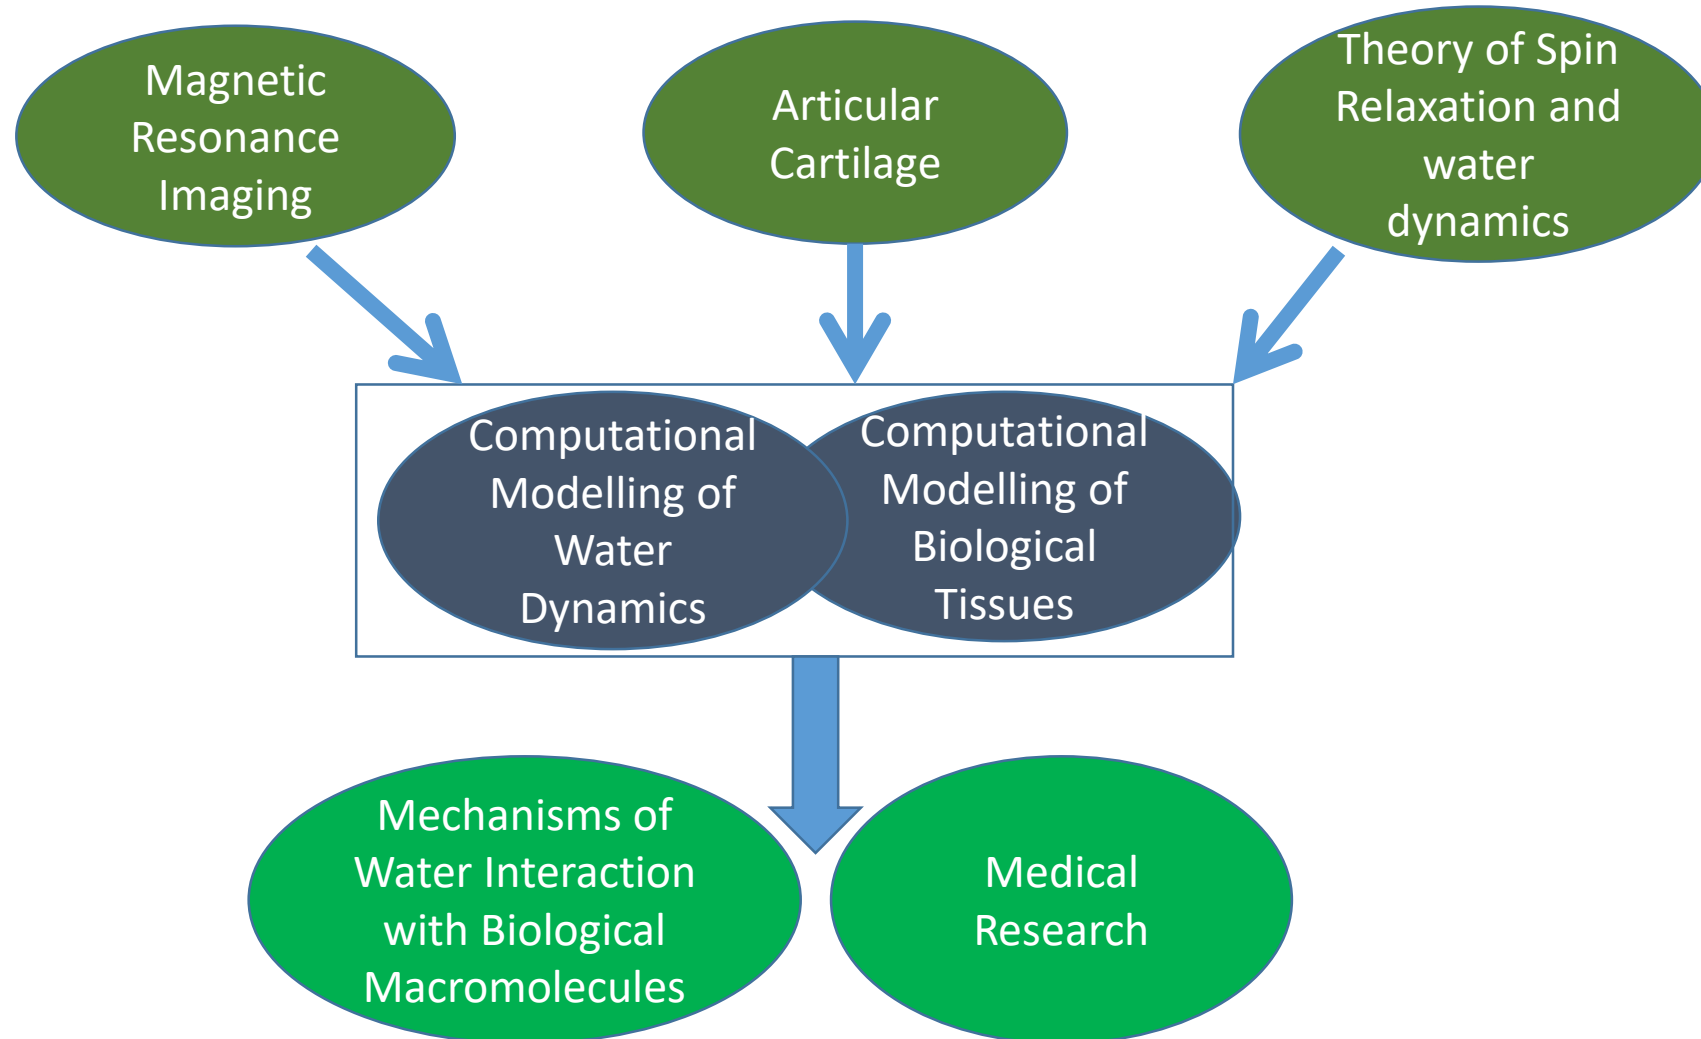 Magnetic
Resonance
Imaging
Articular
Cartilage
Theory of Spin
Relaxation and
water
dynamics
Computational
Modelling of
Water
Dynamics
Computational
Modelling of
Biological
Tissues
Mechanisms of
Water Interaction
with Biological
Macromolecules
Medical
Research